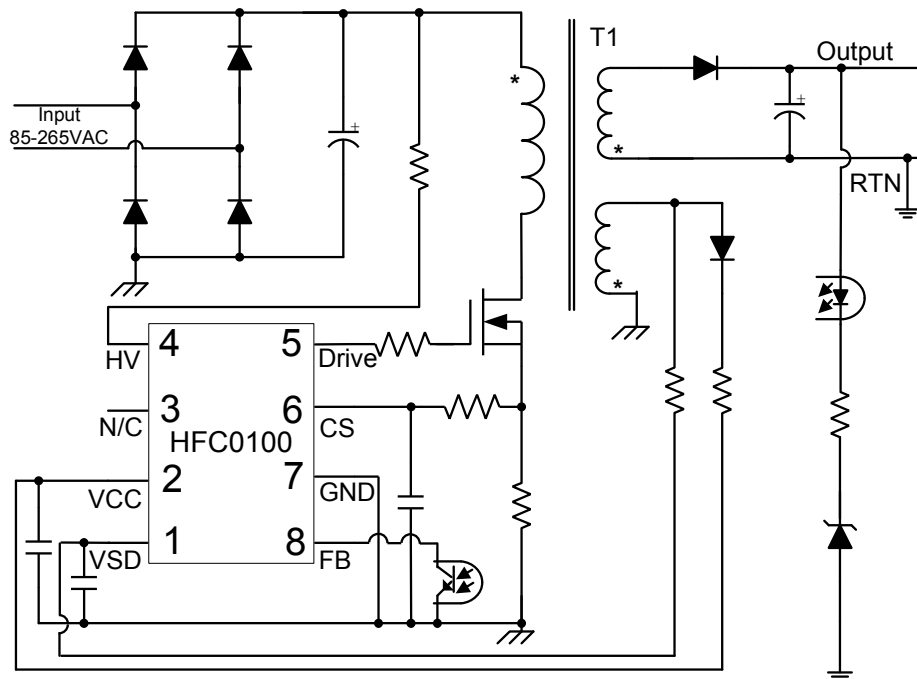 T1
Output
*
Input
85-265VAC
+
+
*
RTN
*
HV
4
5
Drive
N/C
3
6
CS
HFC0100
VCC
2
7
GND
VSD
1
8
FB